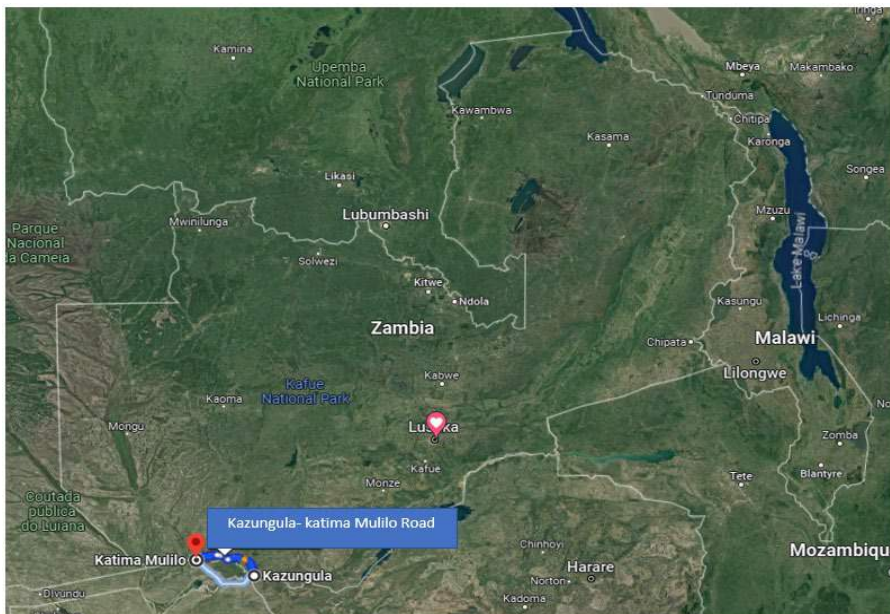 Iringa
Kamina
Upemba
National Park
Mbeya
Makambako
Tunduma
Kawambwa
Chitipa
Kasama
Karonga
Songea
Likasi
Mwinilunga
Lubumbashi
Mzuzu
Parque
Nacional
da Cameia
Lake Malawi
Solwezi
Kitwe
Ndola
Kasungu
Lichinga
Zambia
Malawi
Chipata
Lilongwe
Kabwe
Kafue
National Park
Kaoma
Mongu
Lusaka
Zomba
Kafue
Blantyre
Monze
Tete
Coutada
pública
do Luiana
Kazungula- katima Mulilo Road
Katima Mulilo
Kazungula
Chinhoyi
Mozambiqu
Harare
Norton
Divundu
Kadoma